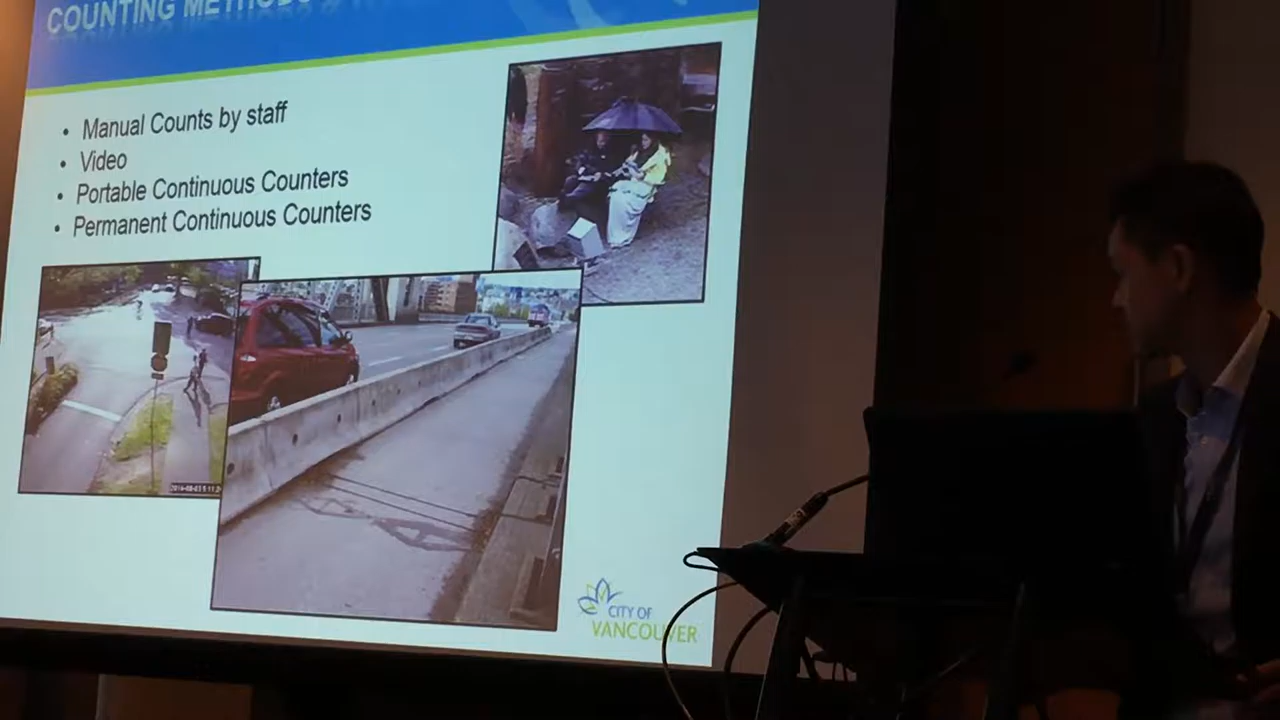 COUNTING METHODS
• Manual Counts by staff
• Video
• Portable Continuous Counters
• Permanent Continuous Counters
CITY OF
VANCOUVER